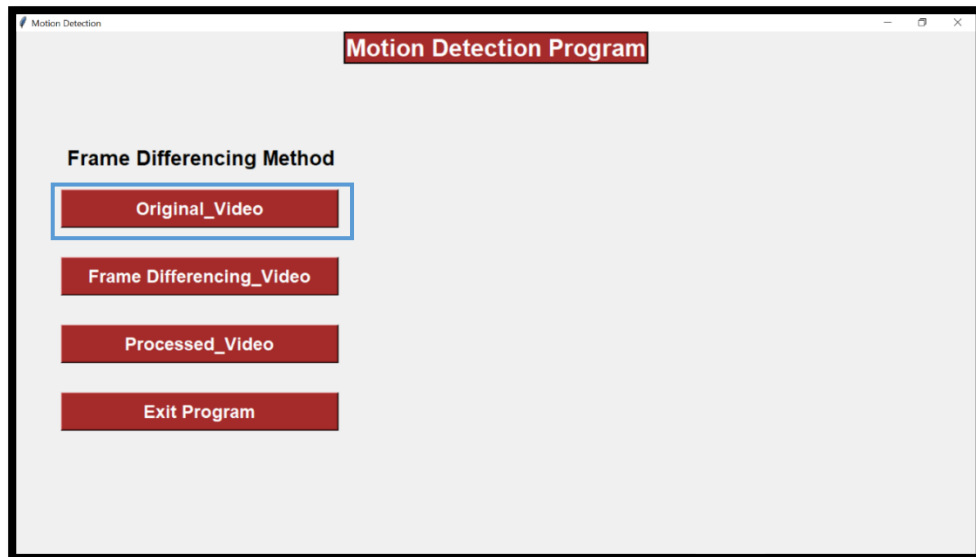 Motion Detection
Motion Detection Program
Frame Differencing Method
Original_Video
Frame Differencing_Video
Processed_Video
Exit Program